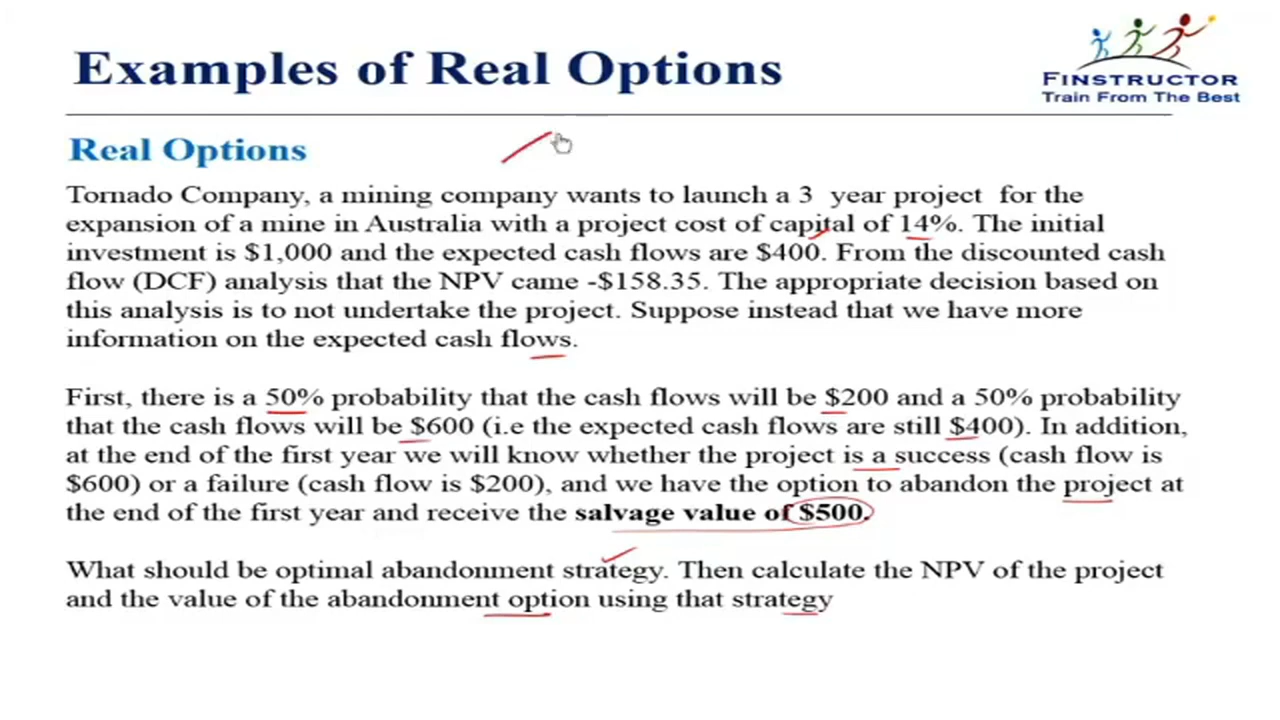 Examples of Real Options
FINSTRUCTOR
Train From The Best
Real Options
Tornado Company, a mining company wants to launch a 3 year project for the
expansion of a mine in Australia with a project cost of capital of 14%. The initial
investment is $1,000 and the expected cash flows are $400. From the discounted cash
flow (DCF) analysis that the NPV came -$158.35. The appropriate decision based on
this analysis is to not undertake the project. Suppose instead that we have more
information on the expected cash flows.
First, there is a 50% probability that the cash flows will be $200 and a 50% probability
that the cash flows will be $600 (i.e the expected cash flows are still $400). In addition,
at the end of the first year we will know whether the project is a success (cash flow is
$600) or a failure (cash flow is $200), and we have the option to abandon the project at
the end of the first year and receive the salvage value of $500.
What should be optimal abandonment strategy. Then calculate the NPV of the project
and the value of the abandonment option using that strategy